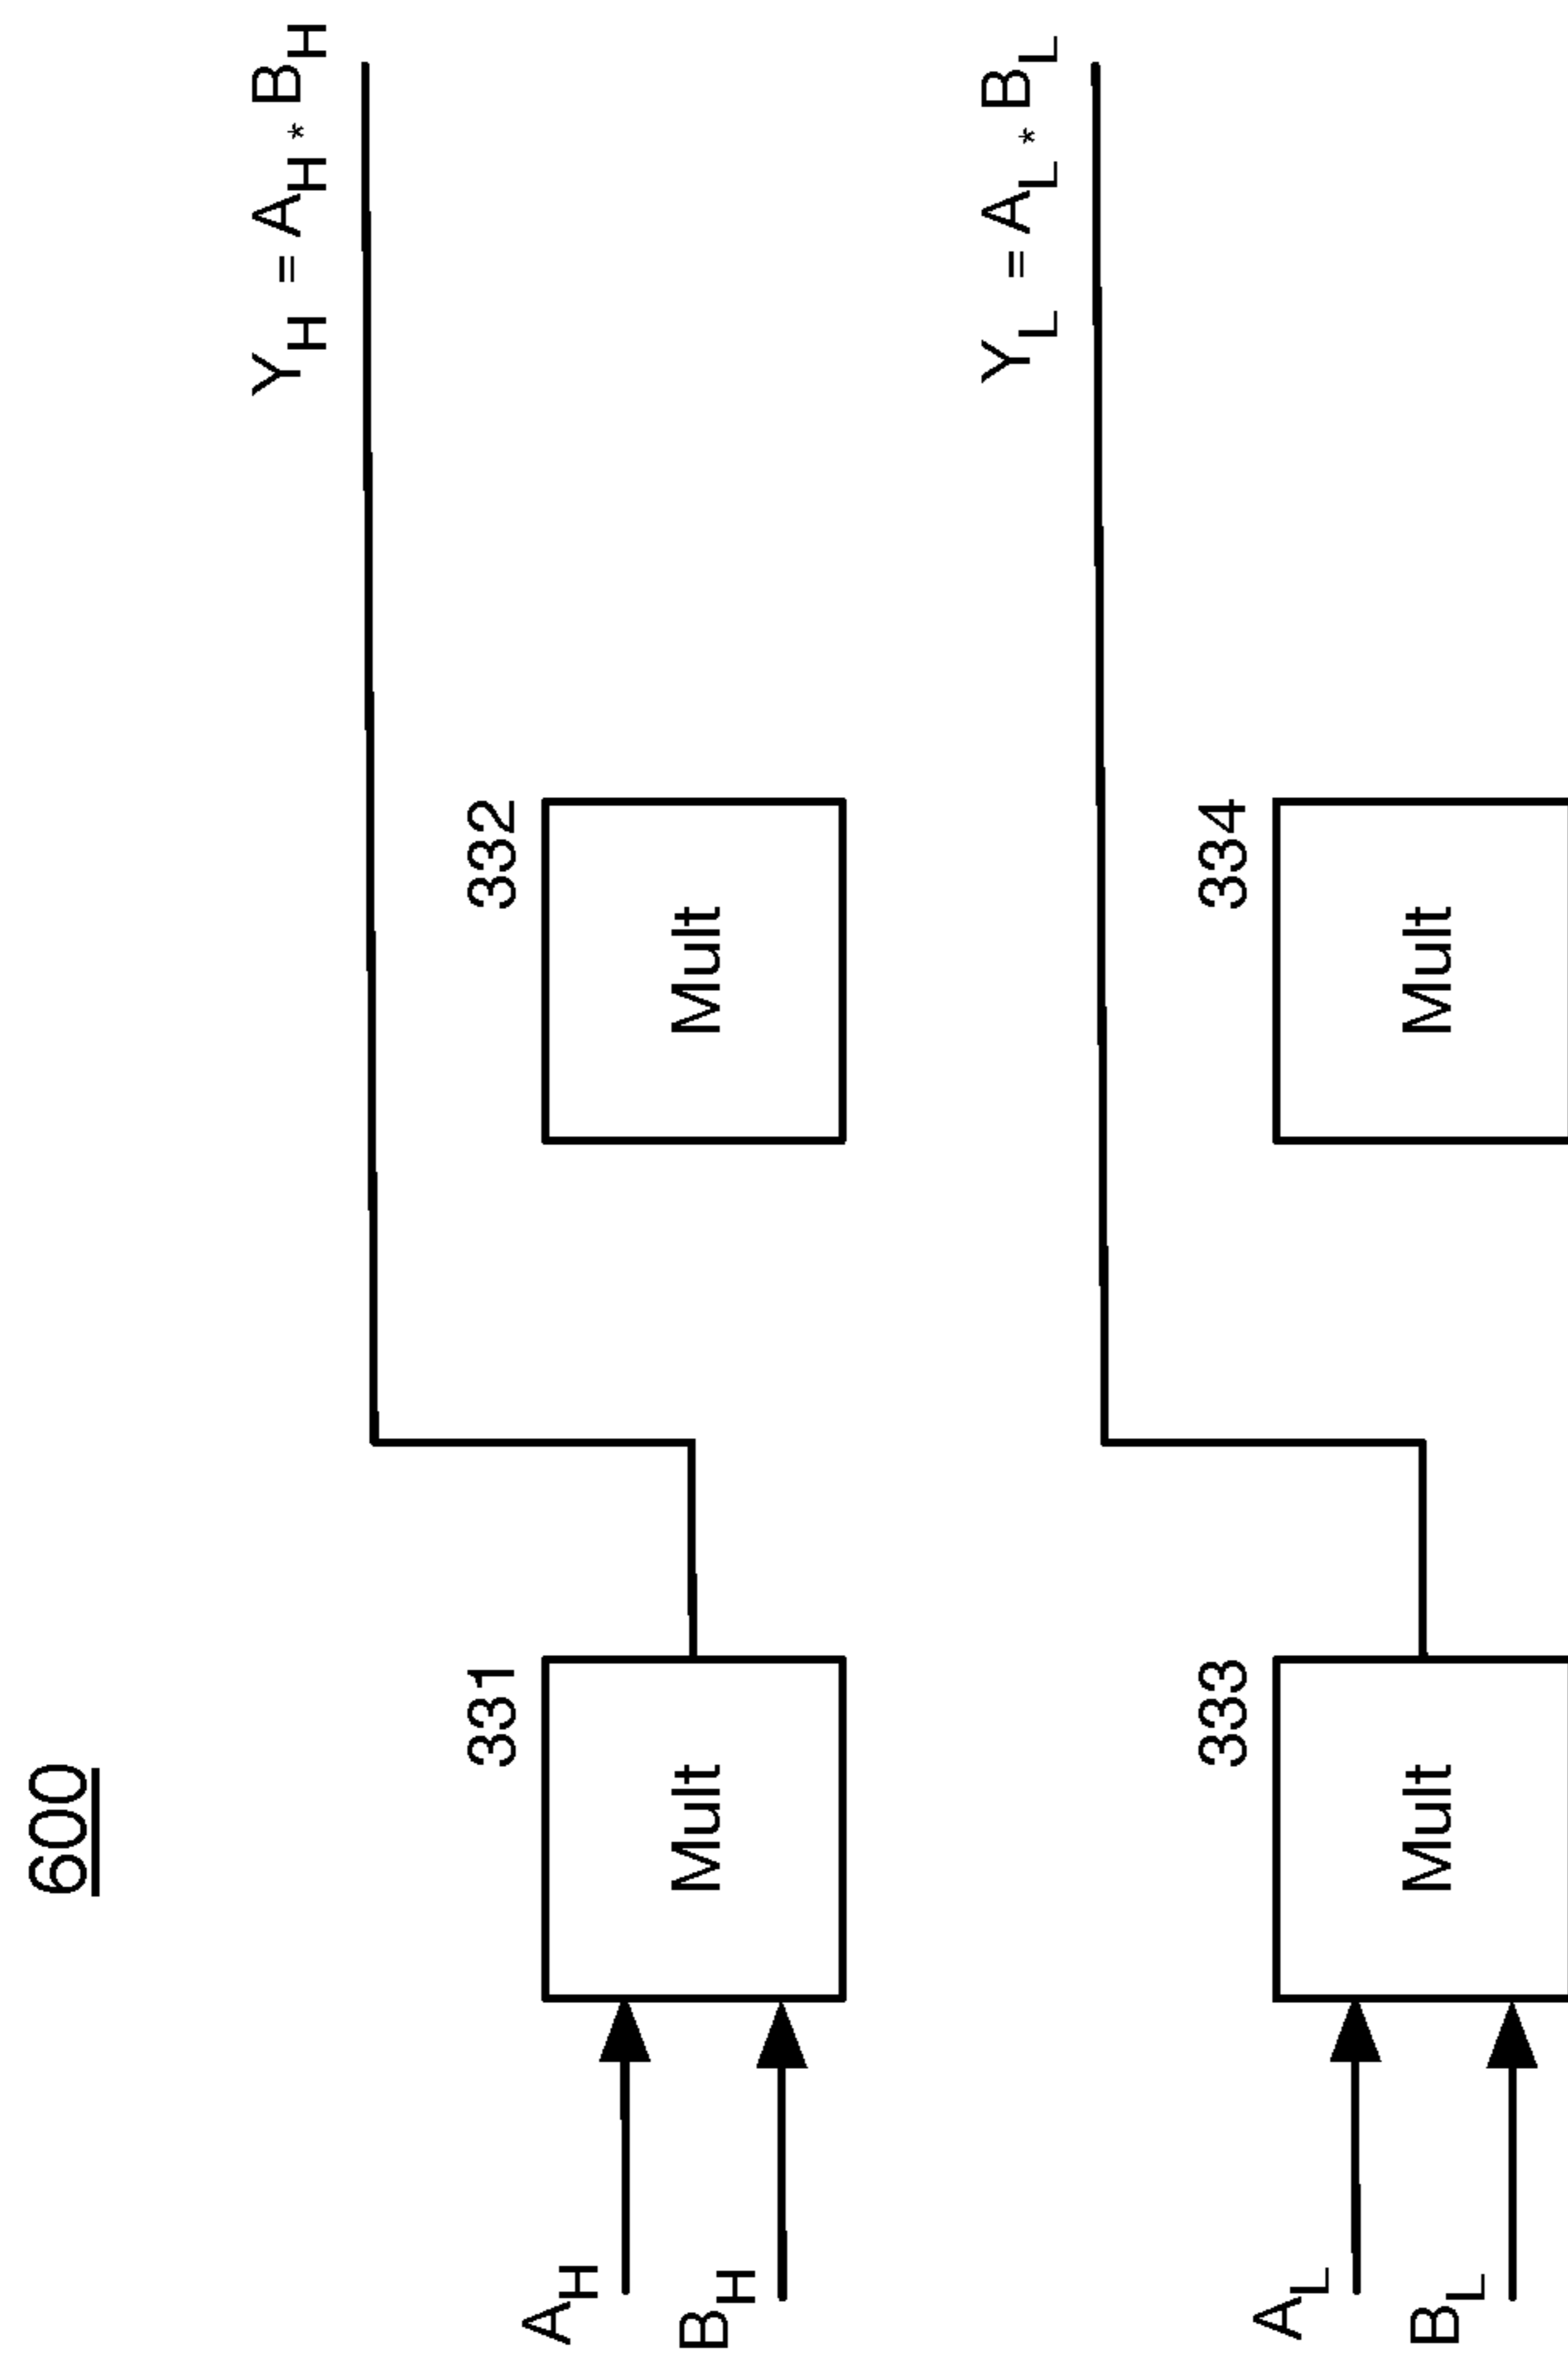 600
Y_H = A_H * B_H
331
332
A_H
Mult
Mult
B_H
Y_L = A_L * B_L
333
334
A_L
Mult
Mult
B_L